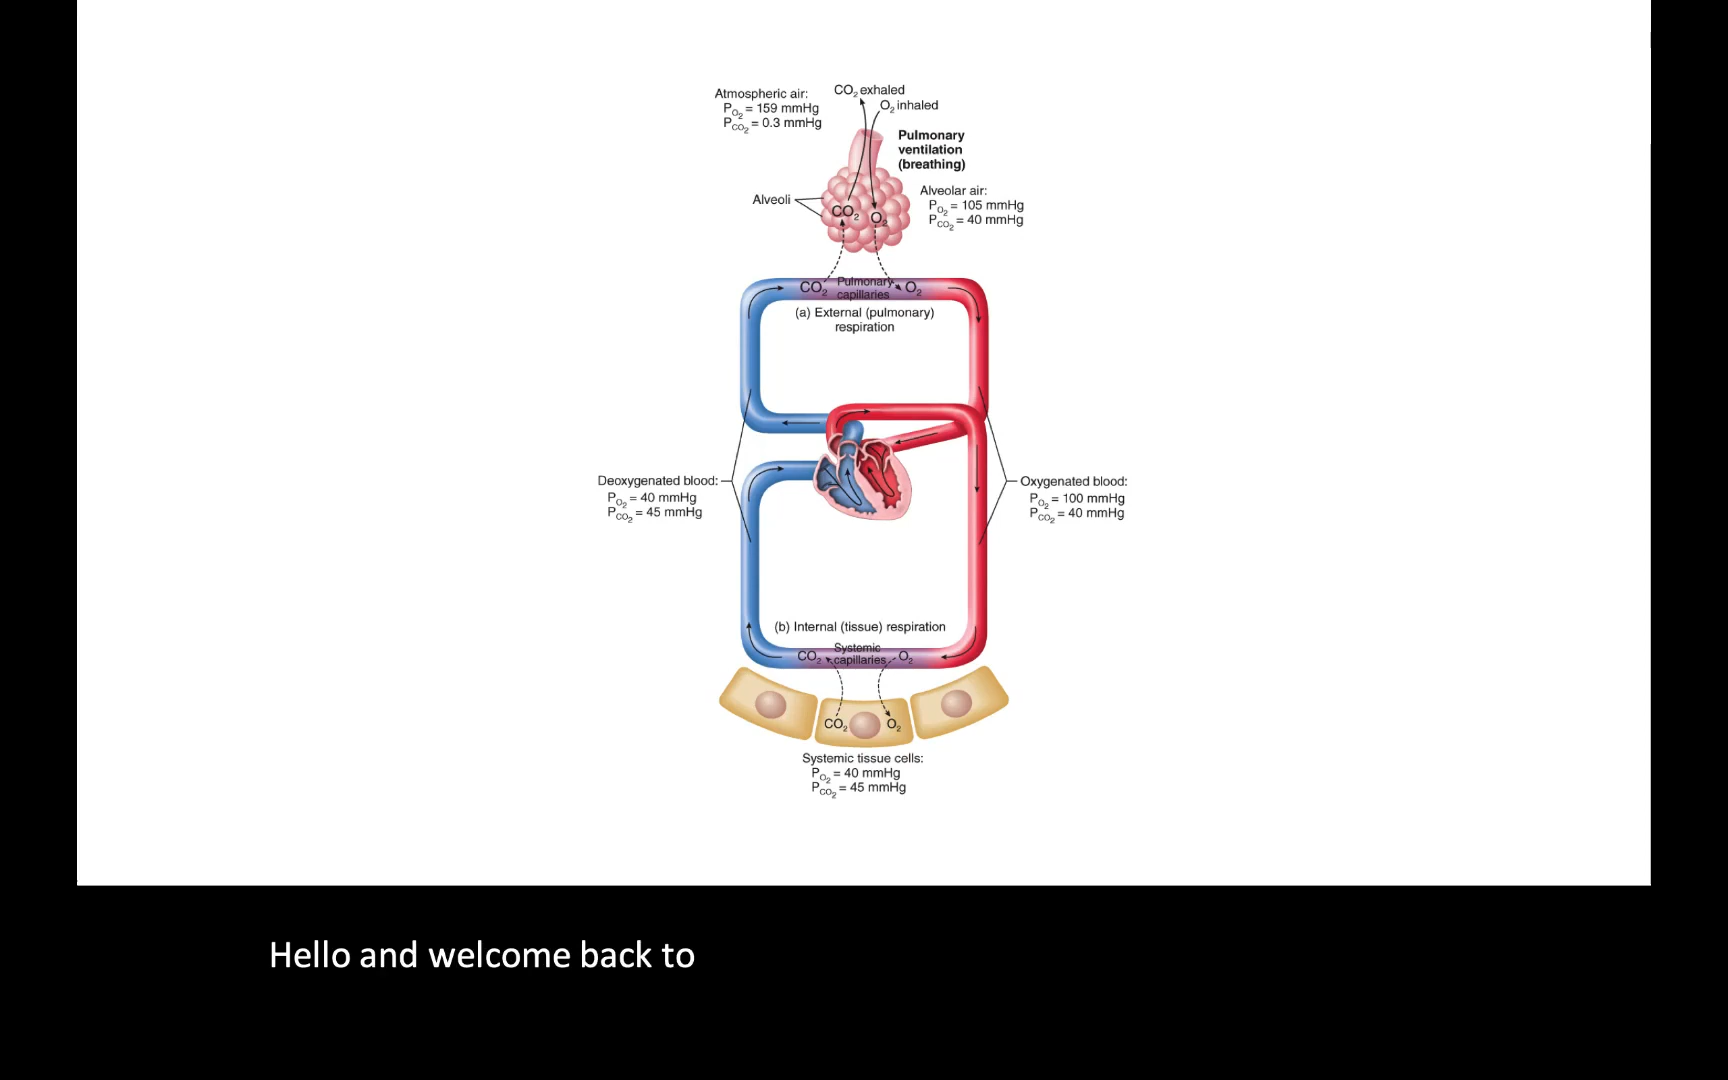 Atmospheric air:
PO2 = 159 mmHg
PCO2 = 0.3 mmHg
CO2 exhaled
O2 inhaled
Pulmonary
ventilation
(breathing)
Alveoli
Alveolar air:
PO2 = 105 mmHg
PCO2 = 40 mmHg
CO2
O2
CO2
Pulmonary
capillaries
O2
(a) External (pulmonary)
respiration
Deoxygenated blood:
PO2 = 40 mmHg
PCO2 = 45 mmHg
Oxygenated blood:
PO2 = 100 mmHg
PCO2 = 40 mmHg
(b) Internal (tissue) respiration
CO2
Systemic
capillaries
O2
CO2
O2
Systemic tissue cells:
PO2 = 40 mmHg
PCO2 = 45 mmHg
Hello and welcome back to